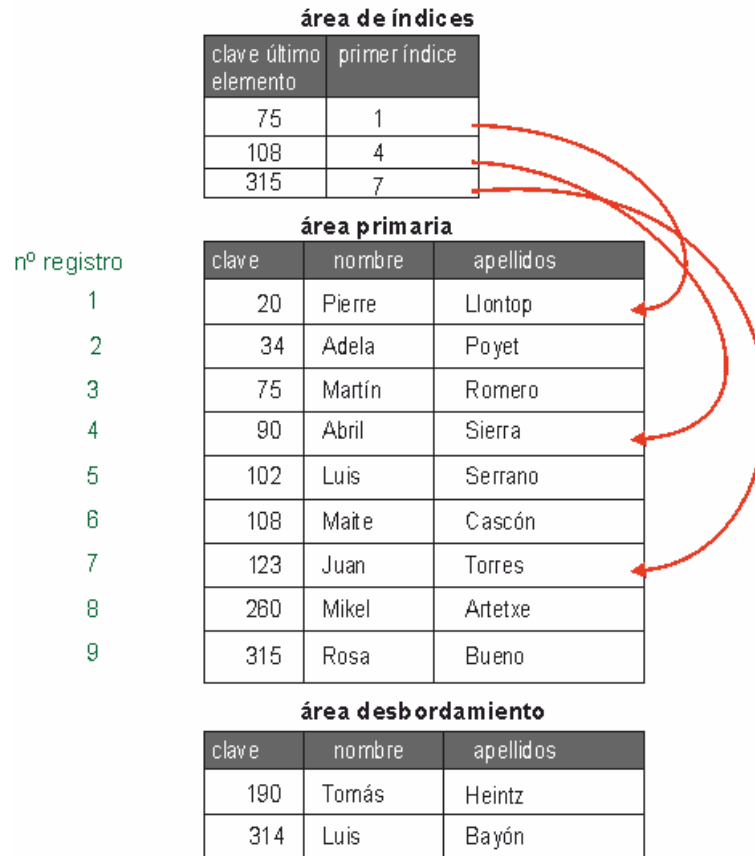 área de índices
clave último elemento primer índice
75 1
108 4
315 7
área primaria
nº registro clave nombre apellidos
1 20 Pierre Llontop
2 34 Adela Poyet
3 75 Martín Romero
4 90 Abril Sierra
5 102 Luis Serrano
6 108 Maite Cascón
7 123 Juan Torres
8 260 Mikel Artetxe
9 315 Rosa Bueno
área desbordamiento
clave nombre apellidos
190 Tomás Heintz
314 Luis Bayón